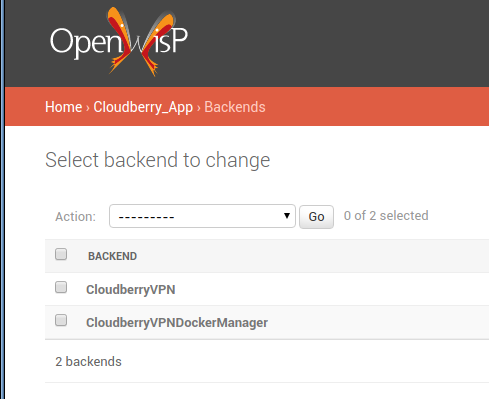 OpenWisP
Home › Cloudberry_App › Backends
Select backend to change
Action: --------- Go 0 of 2 selected
BACKEND
CloudberryVPN
CloudberryVPNDockerManager
2 backends